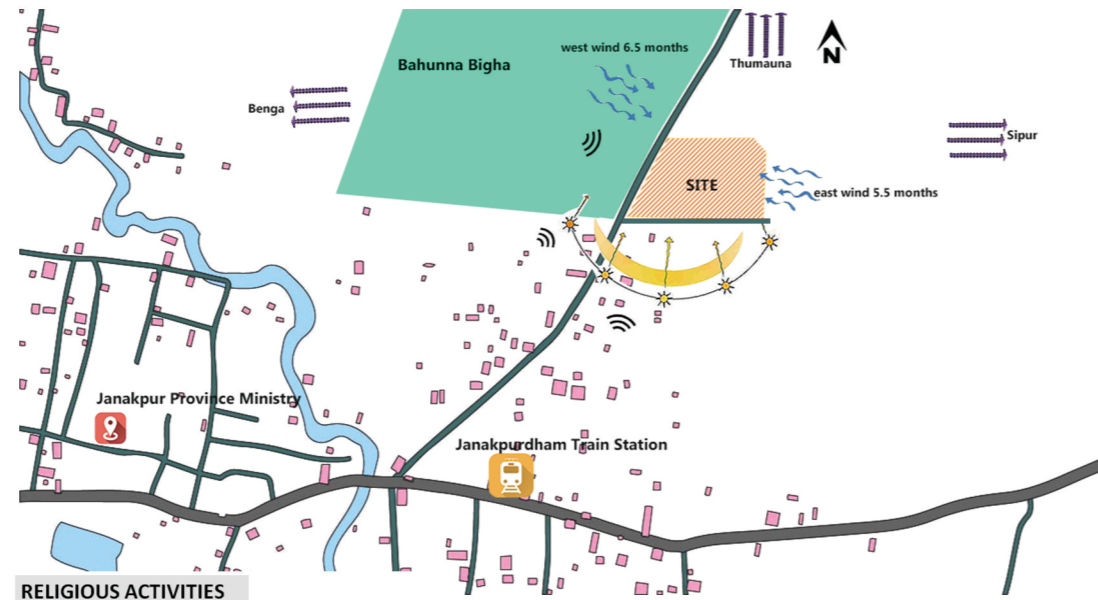 west wind 6.5 months
Bahunna Bigha
Thumauna
N
Benga
Sipur
SITE
east wind 5.5 months
Janakpur Province Ministry
Janakpurdham Train Station
RELIGIOUS ACTIVITIES